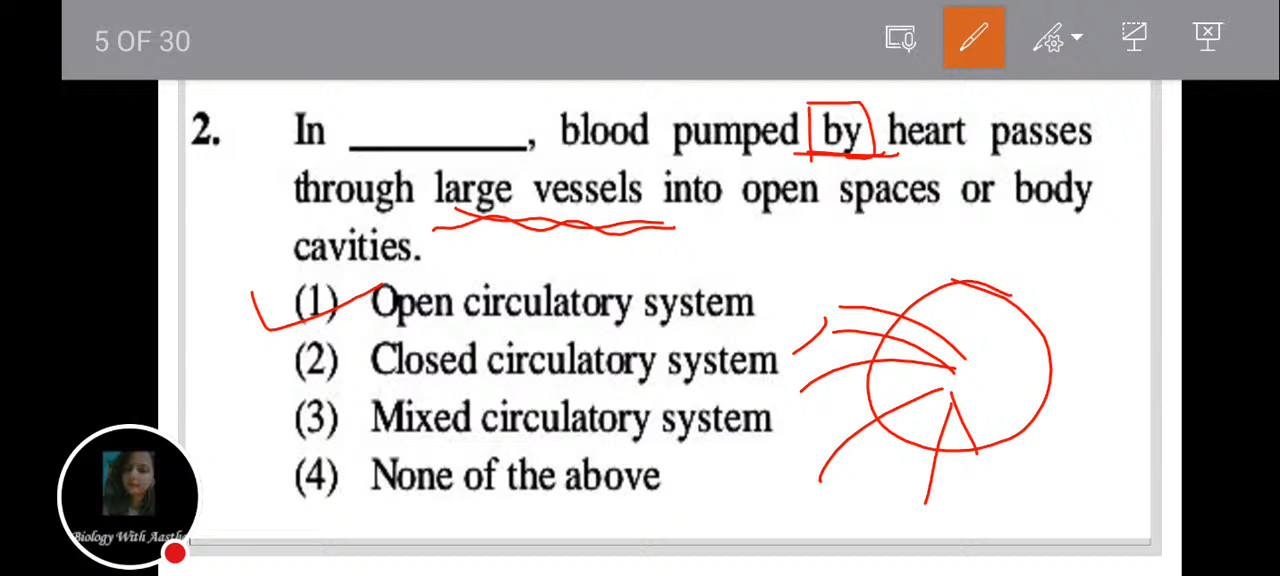 5 OF 30
2. In ________, blood pumped by heart passes
through large vessels into open spaces or body
cavities.
(1) Open circulatory system
(2) Closed circulatory system
(3) Mixed circulatory system
(4) None of the above
Biology With Aastha